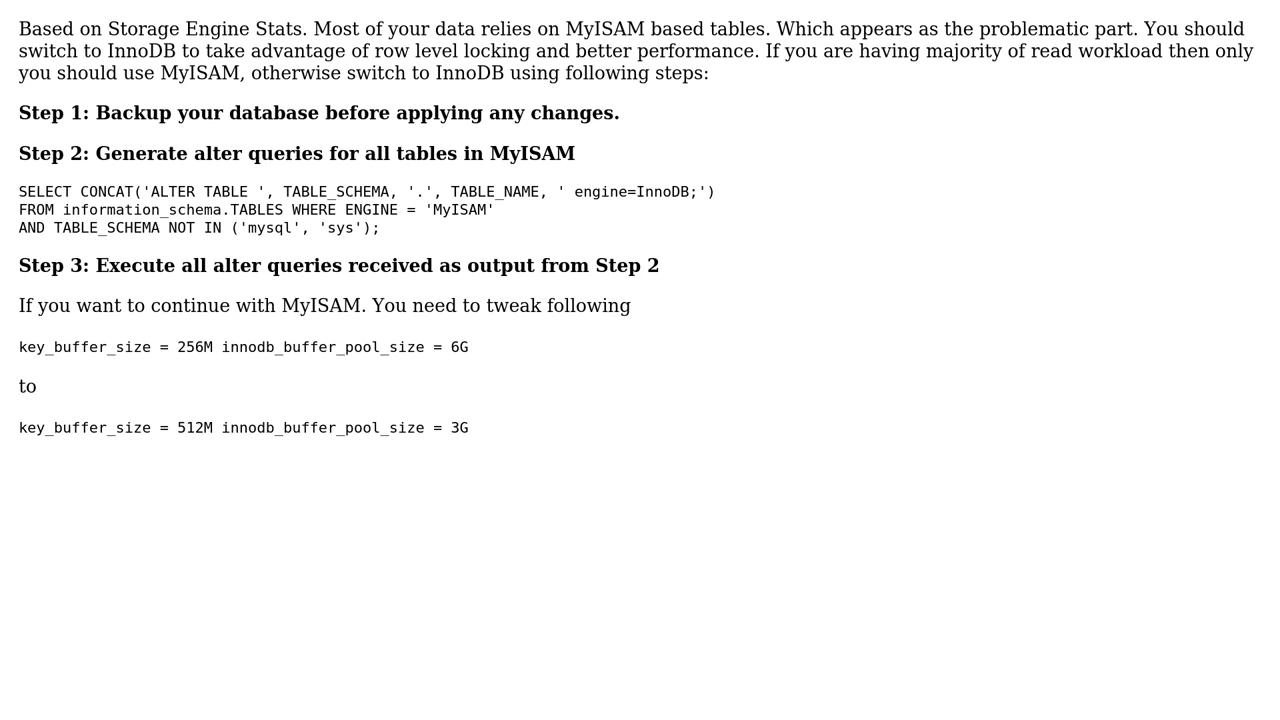 Based on Storage Engine Stats. Most of your data relies on MyISAM based tables. Which appears as the problematic part. You should
switch to InnoDB to take advantage of row level locking and better performance. If you are having majority of read workload then only
you should use MyISAM, otherwise switch to InnoDB using following steps:
Step 1: Backup your database before applying any changes.
Step 2: Generate alter queries for all tables in MyISAM
SELECT CONCAT('ALTER TABLE ', TABLE_SCHEMA, '.', TABLE_NAME, ' engine=InnoDB;')
FROM information_schema.TABLES WHERE ENGINE = 'MyISAM'
AND TABLE_SCHEMA NOT IN ('mysql', 'sys');
Step 3: Execute all alter queries received as output from Step 2
If you want to continue with MyISAM. You need to tweak following
key_buffer_size = 256M innodb_buffer_pool_size = 6G
to
key_buffer_size = 512M innodb_buffer_pool_size = 3G